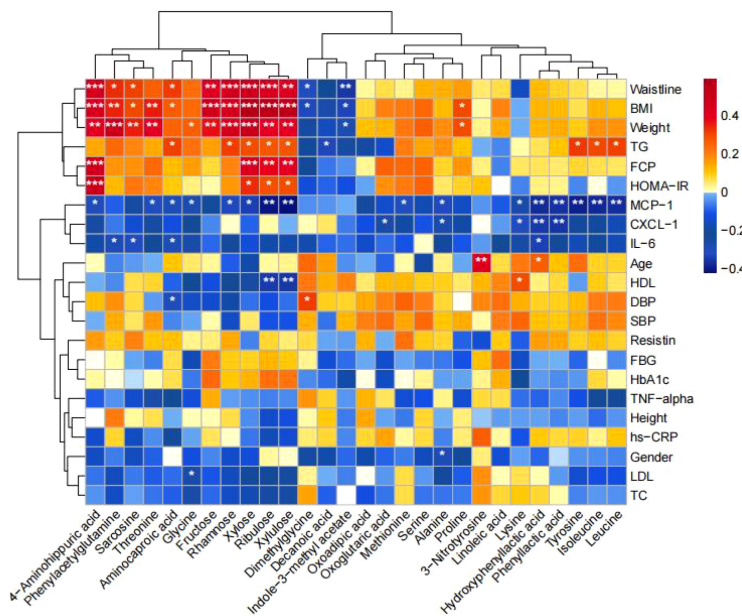 *** * * * ** *** *** ** ** * ** Waistline
*** ** * ** * *** *** *** *** *** * * * BMI
** *** ** ** * ** *** *** ** ** * * Weight
* * * * * * * * * TG
*** *** ** ** FCP
*** * * * HOMA-IR
* * * * * * ** ** * * * ** ** ** ** ** MCP-1
* * * ** ** CXCL-1
* * * * IL-6
** * Age
** ** * HDL
* * DBP
SBP
Resistin
FBG
HbA1c
TNF-alpha
Height
hs-CRP
* Gender
* LDL
TC
0.4
0.2
0
-0.2
-0.4
4-Aminohippuric acid
Phenylacetylglutamine
Sarcosine
Threonine
Aminocaproic acid
Glycine
Fructose
Rhamnose
Xylose
Ribulose
Xylulose
Dimethylglycine
Decanoic acid
Indole-3-methyl acetate
Oxoadipic acid
Oxoglutaric acid
Methionine
Serine
Alanine
Proline
3-Nitrotyrosine
Linoleic acid
Lysine
Hydroxyphenyllactic acid
Phenyllactic acid
Tyrosine
Isoleucine
Leucine